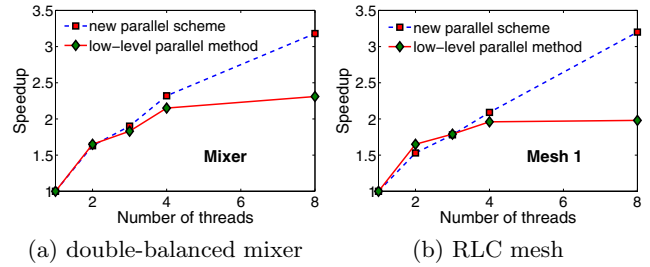 3.5
3
2.5
2
1.5
1
Speedup
new parallel scheme
low-level parallel method
Mixer
2 4 6 8
Number of threads
(a) double-balanced mixer
3.5
3
2.5
2
1.5
1
Speedup
new parallel scheme
low-level parallel method
Mesh 1
2 4 6 8
Number of threads
(b) RLC mesh